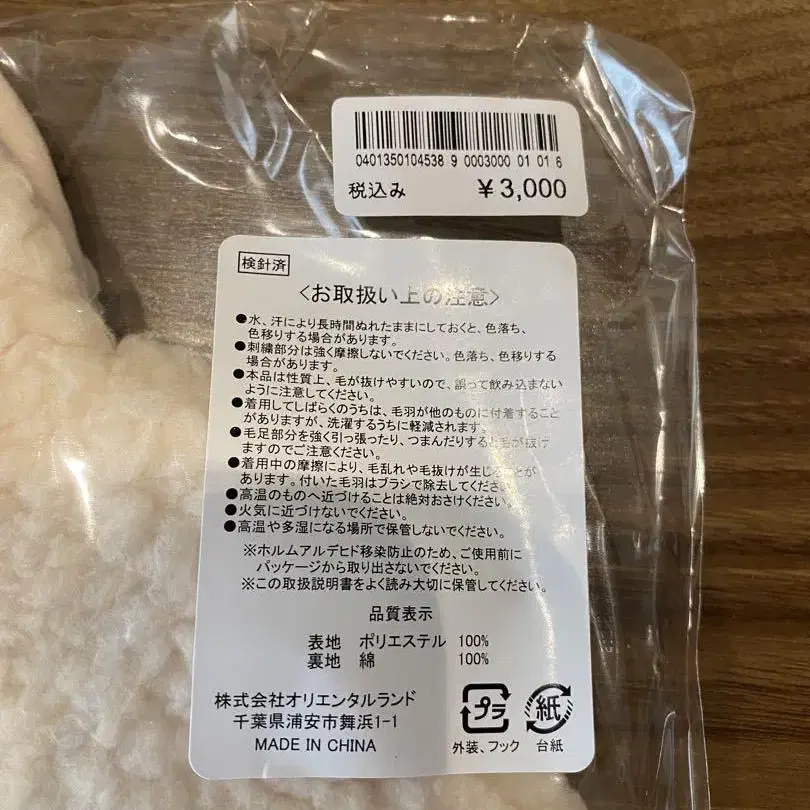 0401350104538 9 0003000 01 01 6
税込み ¥3,000
検針済
<お取扱い上の注意>
●水、汗により長時間ぬれたままにしておくと、色落ち、
色移りする場合があります。
●刺繍部分は強く摩擦しないでください。色落ち、色移りする
場合があります。
●本品は性質上、毛が抜けやすいので、誤って飲み込まない
ように注意してください。
●着用してしばらくのうちは、毛羽が他のものに付着すること
がありますが、洗濯するうちに軽減されます。
●毛足部分を強く引っ張ったり、つまんだりすると毛が抜け
ますのでご注意ください。
●着用中の摩擦により、毛乱れや毛抜けが生じることが
あります。付いた毛羽はブラシで除去してください。
●高温のものへ近づけることは絶対おさけください。
●火気に近づけないでください。
●高温や多湿になる場所で保管しないでください。
※ホルムアルデヒド移染防止のため、ご使用前に
パッケージから取り出さないでください。
※この取扱説明書をよく読み大切に保管してください。
品質表示
表地 ポリエステル 100%
裏地 綿 100%
株式会社オリエンタルランド
千葉県浦安市舞浜1-1
MADE IN CHINA
プラ 紙
外装、フック 台紙